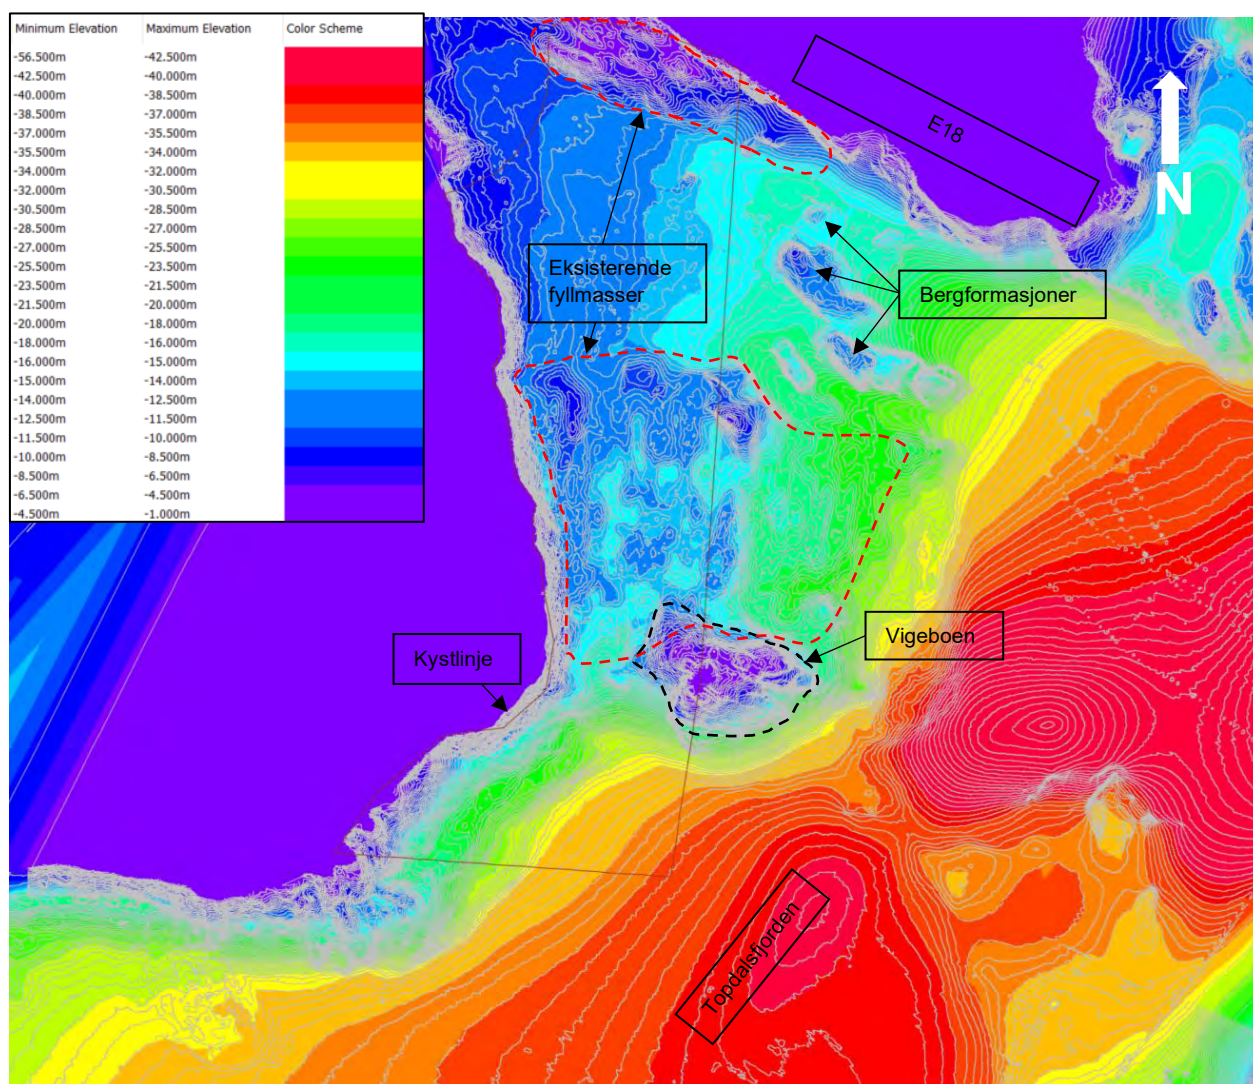 Minimum Elevation Maximum Elevation Color Scheme
-56.500m -42.500m
-42.500m -40.000m
-40.000m -38.500m
-38.500m -37.000m
-37.000m -35.500m
-35.500m -34.000m
-34.000m -32.000m
-32.000m -30.500m
-30.500m -28.500m
-28.500m -27.000m
-27.000m -25.500m
-25.500m -23.500m
-23.500m -21.500m
-21.500m -20.000m
-20.000m -18.000m
-18.000m -16.000m
-16.000m -15.000m
-15.000m -14.000m
-14.000m -12.500m
-12.500m -11.500m
-11.500m -10.000m
-10.000m -8.500m
-8.500m -6.500m
-6.500m -4.500m
-4.500m -1.000m
E18
N
Eksisterende
fyllmasser
Bergformasjoner
Vigeboen
Kystlinje
Topdalsfjorden